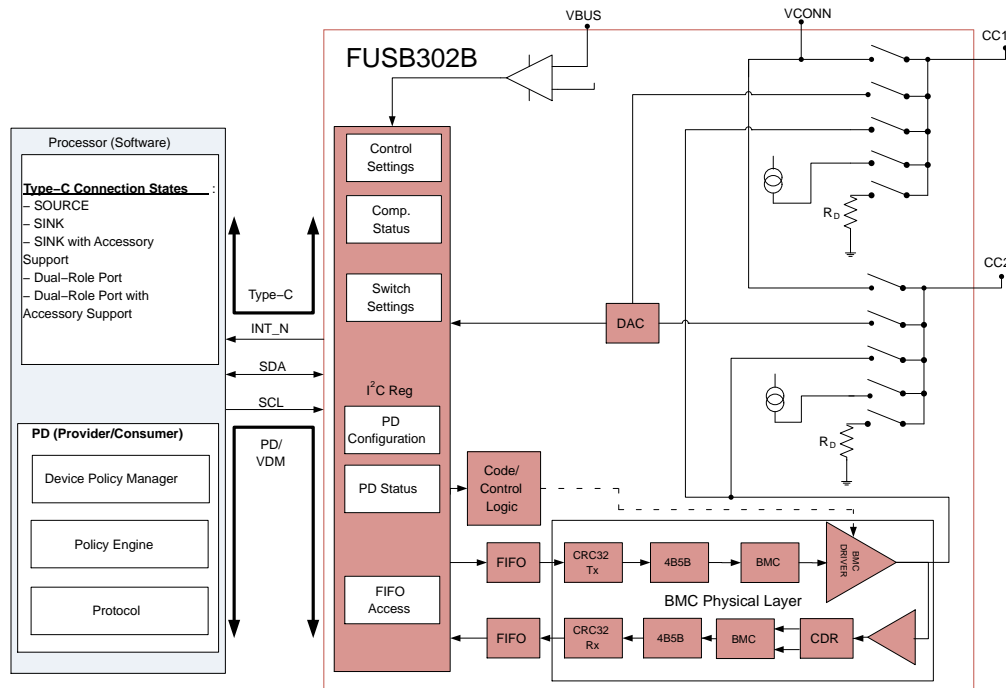 VBUS
VCONN
CC1
FUSB302B
Processor (Software)
Type−C Connection States :
− SOURCE
− SINK
− SINK with Accessory
Support
− Dual−Role Port
− Dual−Role Port with
Accessory Support
Control
Settings
Comp.
Status
Switch
Settings
Type−C
INT_N
SDA
SCL
I2C Reg
PD
Configuration
PD Status
FIFO
Access
PD/
VDM
PD (Provider/Consumer)
Device Policy Manager
Policy Engine
Protocol
RD
CC2
DAC
RD
Code/
Control
Logic
FIFO
CRC32
Tx
4B5B
BMC
BMC
DRIVER
BMC Physical Layer
FIFO
CRC32
Rx
4B5B
BMC
CDR